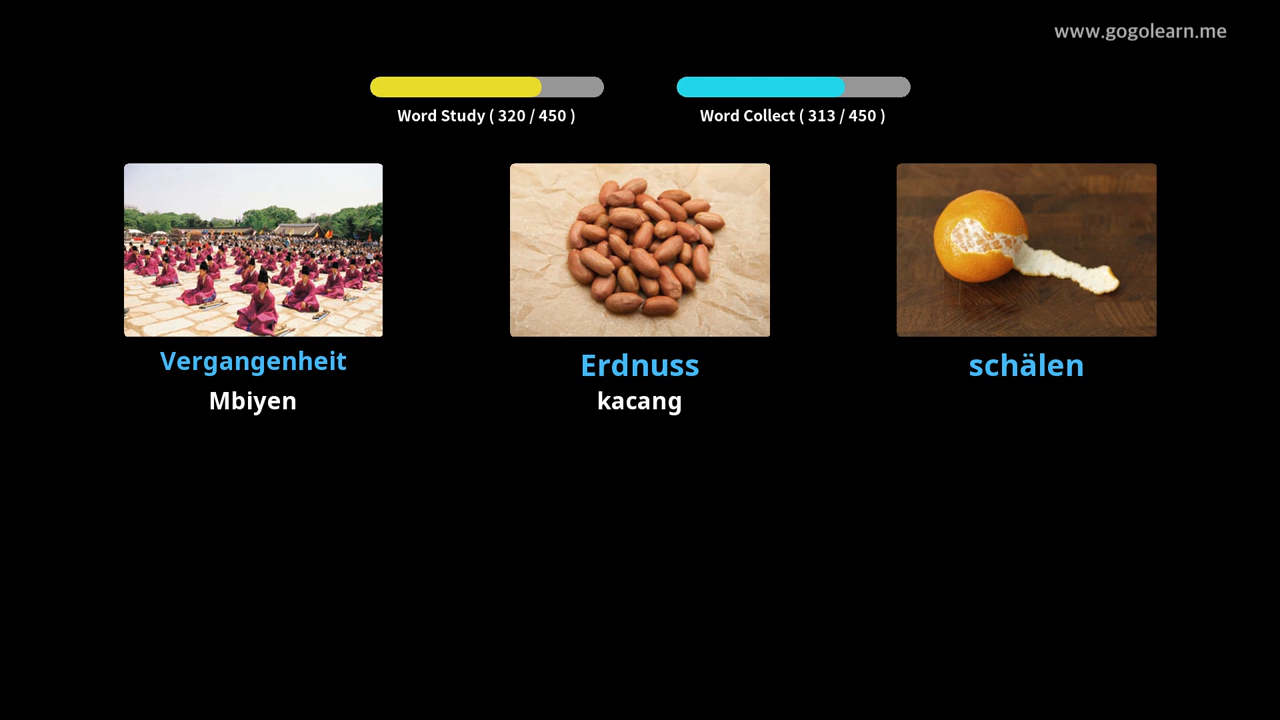 www.gogolearn.me
Word Study ( 320 / 450 )
Word Collect ( 313 / 450 )
Vergangenheit
Mbiyen
Erdnuss
kacang
schälen